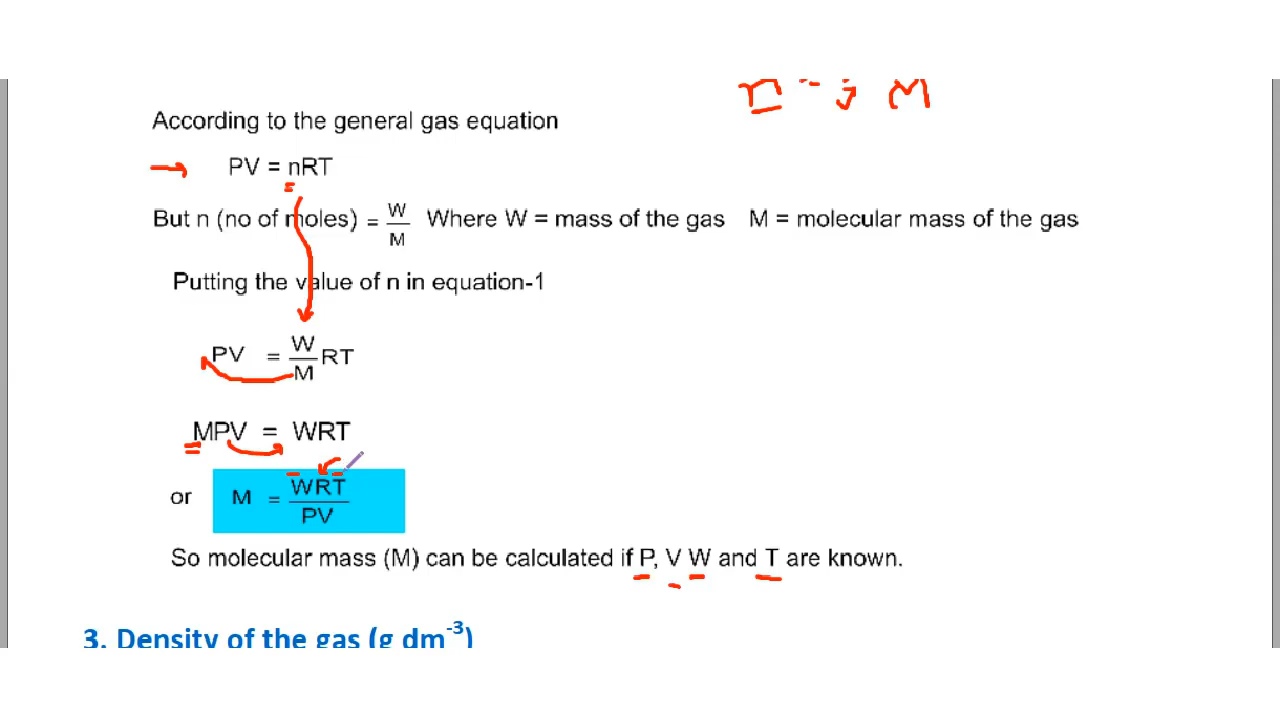 According to the general gas equation
PV = nRT
But n (no of moles) = W/M Where W = mass of the gas M = molecular mass of the gas
Putting the value of n in equation-1
PV = W/M RT
MPV = WRT
or M = WRT/PV
So molecular mass (M) can be calculated if P, V W and T are known.
3. Density of the gas (g dm⁻³)